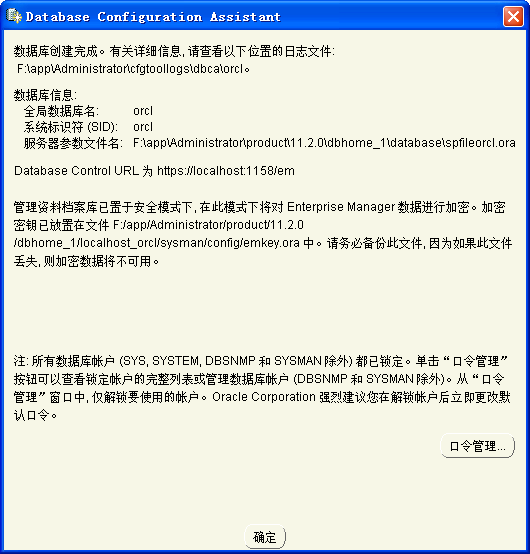 Database Configuration Assistant
数据库创建完成。有关详细信息, 请查看以下位置的日志文件:
F:\app\Administrator\cfgtoollogs\dbca\orcl。
数据库信息:
全局数据库名: orcl
系统标识符 (SID): orcl
服务器参数文件名: F:\app\Administrator\product\11.2.0\dbhome_1\database\spfileorcl.ora
Database Control URL 为 https://localhost:1158/em
管理资料档案库已置于安全模式下, 在此模式下将对 Enterprise Manager 数据进行加密。加密
密钥已放置在文件 F:/app/Administrator/product/11.2.0
/dbhome_1/localhost_orcl/sysman/config/emkey.ora 中。请务必备份此文件, 因为如果此文件
丢失, 则加密数据将不可用。
注: 所有数据库帐户 (SYS, SYSTEM, DBSNMP 和 SYSMAN 除外) 都已锁定。单击“口令管理”
按钮可以查看锁定帐户的完整列表或管理数据库帐户 (DBSNMP 和 SYSMAN 除外)。从“口令
管理”窗口中, 仅解锁要使用的帐户。Oracle Corporation 强烈建议您在解锁帐户后立即更改默
认口令。
口令管理...
确定